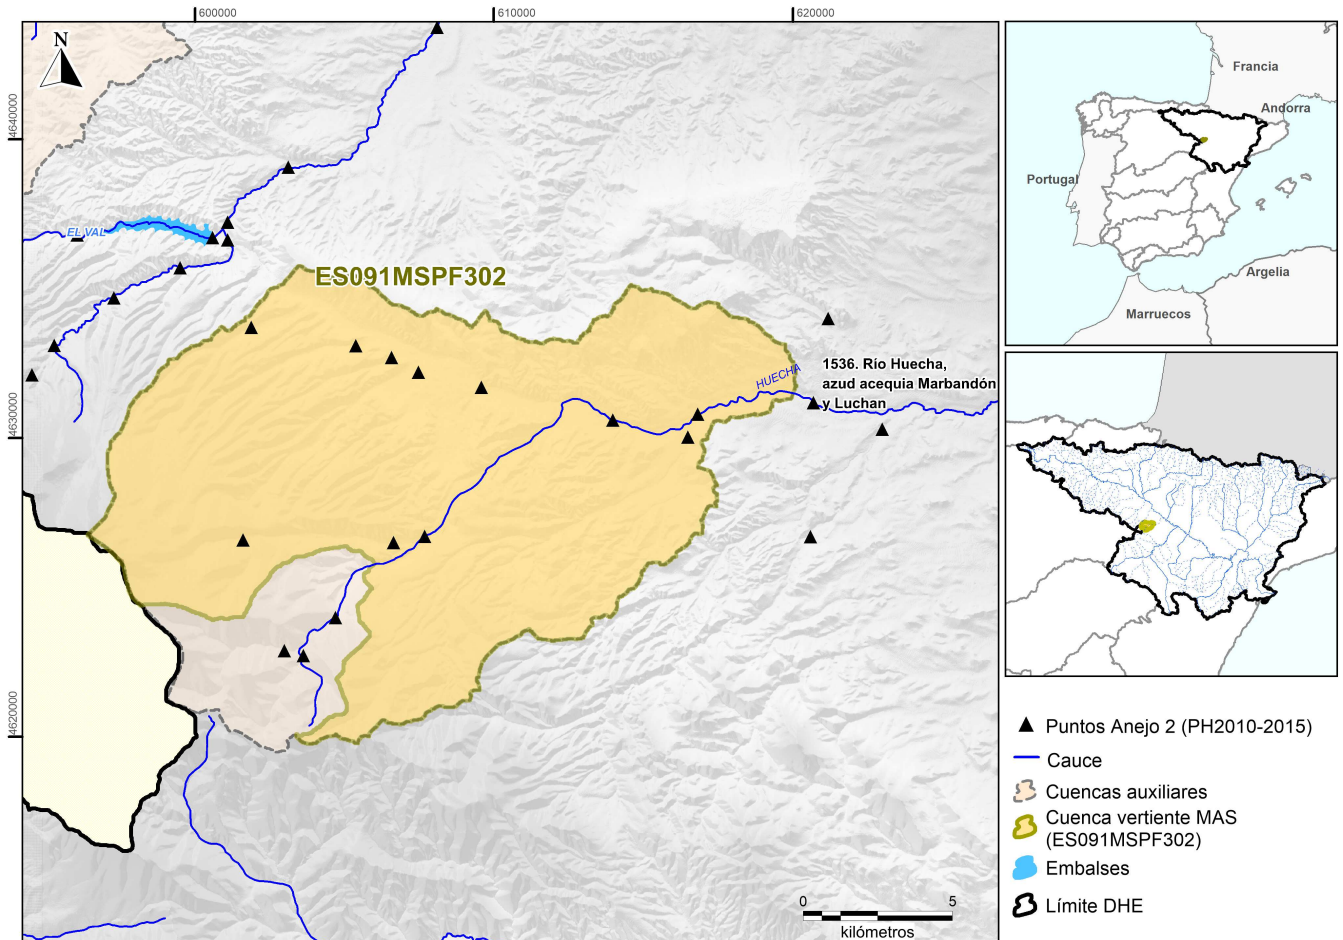 600000
610000
620000
N
4640000
4630000
4620000
EL VAL
ES091MSPF302
HUECHA
1536. Río Huecha,
azud acequia Marbandón
y Luchan
0
5
kilómetros
Francia
Andorra
Portugal
Argelia
Marruecos
Puntos Anejo 2 (PH2010-2015)
Cauce
Cuencas auxiliares
Cuenca vertiente MAS
(ES091MSPF302)
Embalses
Límite DHE